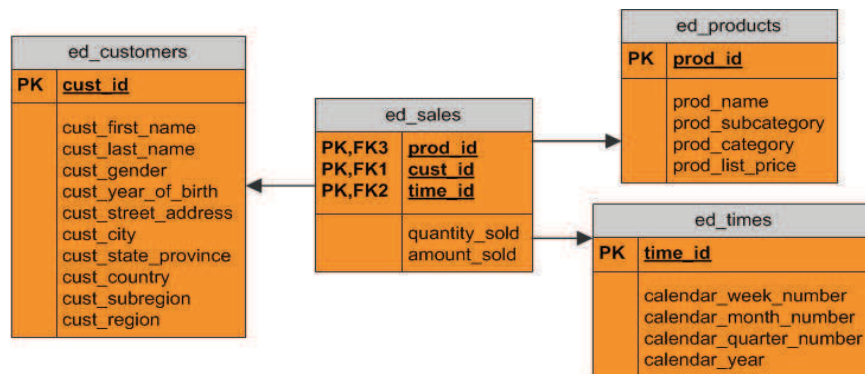 ed_customers
PK cust_id
cust_first_name
cust_last_name
cust_gender
cust_year_of_birth
cust_street_address
cust_city
cust_state_province
cust_country
cust_subregion
cust_region
ed_sales
PK,FK3 prod_id
PK,FK1 cust_id
PK,FK2 time_id
quantity_sold
amount_sold
ed_products
PK prod_id
prod_name
prod_subcategory
prod_category
prod_list_price
ed_times
PK time_id
calendar_week_number
calendar_month_number
calendar_quarter_number
calendar_year